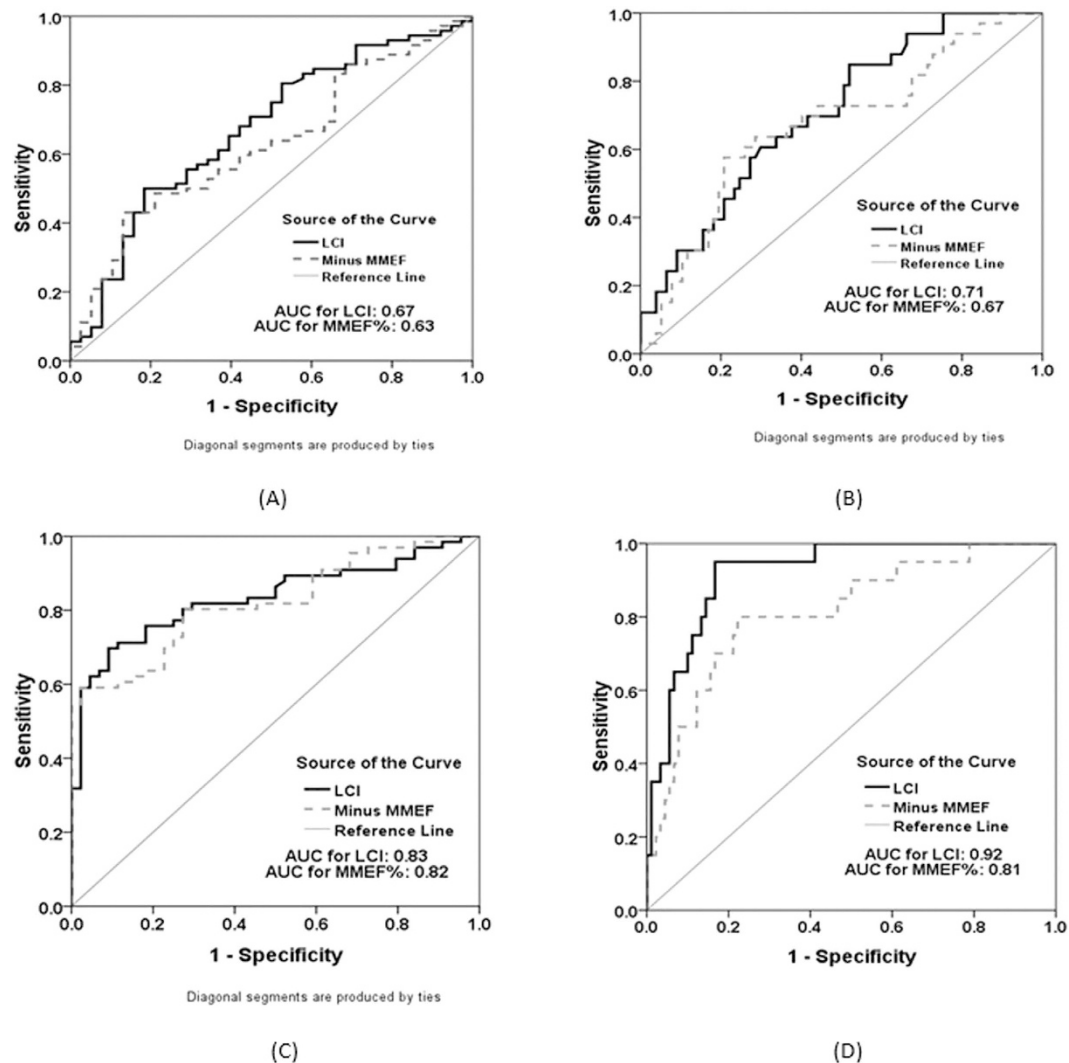 1.0
0.8
0.6
0.4
0.2
0.0
Sensitivity
0.0 0.2 0.4 0.6 0.8 1.0
1 - Specificity
Source of the Curve
LCI
Minus MMEF
Reference Line
AUC for LCI: 0.67
AUC for MMEF%: 0.63
Diagonal segments are produced by ties
(A)
1.0
0.8
0.6
0.4
0.2
0.0
Sensitivity
0.0 0.2 0.4 0.6 0.8 1.0
1 - Specificity
Source of the Curve
LCI
Minus MMEF
Reference Line
AUC for LCI: 0.71
AUC for MMEF%: 0.67
Diagonal segments are produced by ties
(B)
1.0
0.8
0.6
0.4
0.2
0.0
Sensitivity
0.0 0.2 0.4 0.6 0.8 1.0
1 - Specificity
Source of the Curve
LCI
Minus MMEF
Reference Line
AUC for LCI: 0.83
AUC for MMEF%: 0.82
Diagonal segments are produced by ties
(C)
1.0
0.8
0.6
0.4
0.2
0.0
Sensitivity
0.0 0.2 0.4 0.6 0.8 1.0
1 - Specificity
Source of the Curve
LCI
Minus MMEF
Reference Line
AUC for LCI: 0.92
AUC for MMEF%: 0.81
(D)